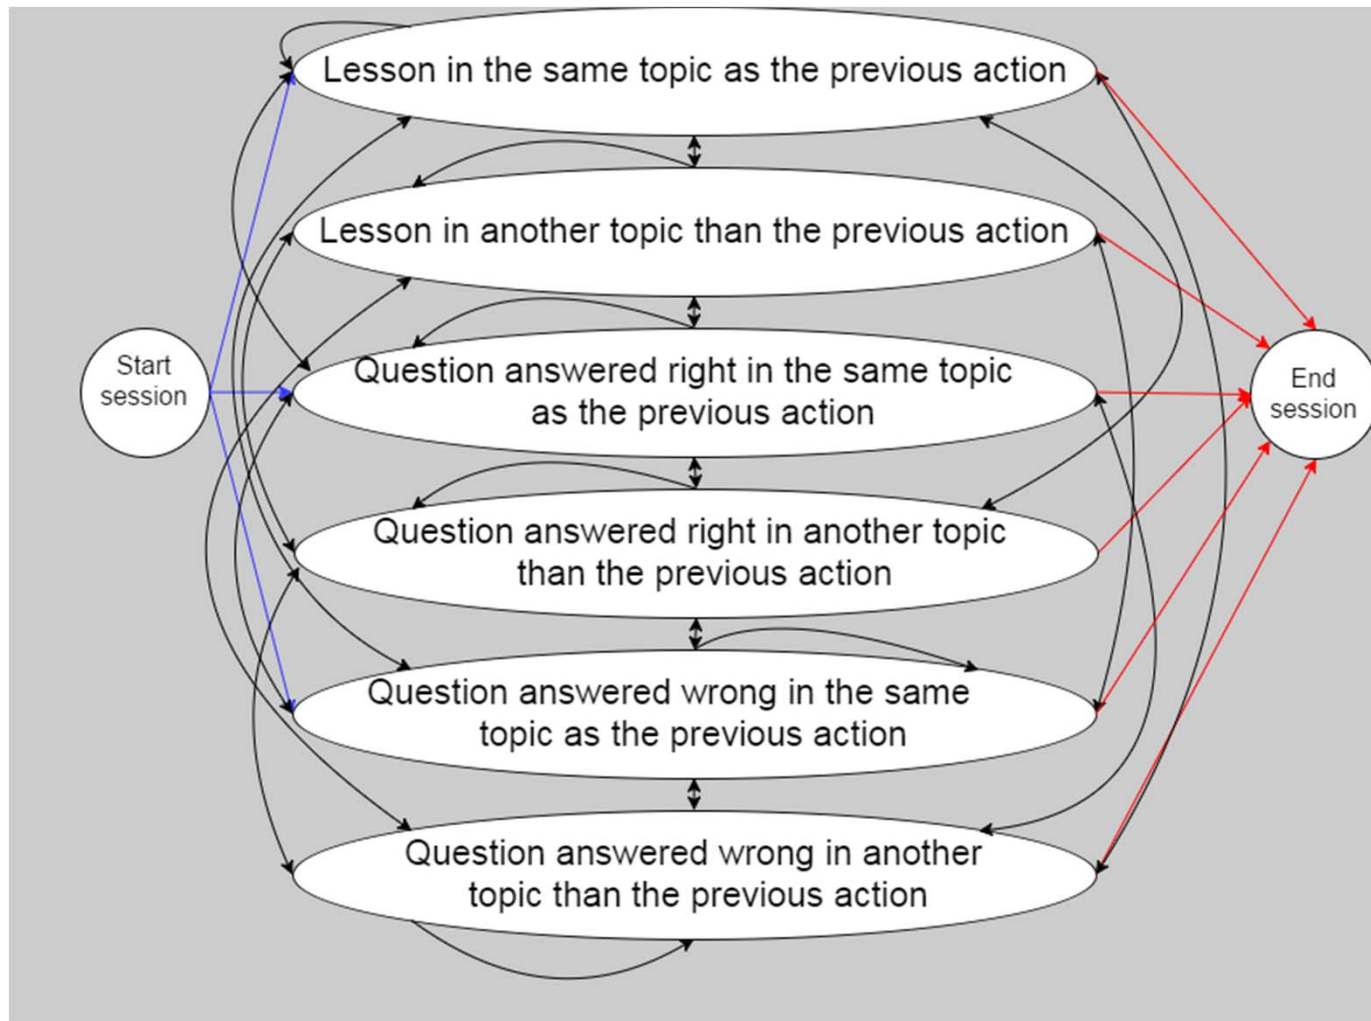 Lesson in the same topic as the previous action
Lesson in another topic than the previous action
Start
session
Question answered right in the same topic
as the previous action
End
session
Question answered right in another topic
than the previous action
Question answered wrong in the same
topic as the previous action
Question answered wrong in another
topic than the previous action